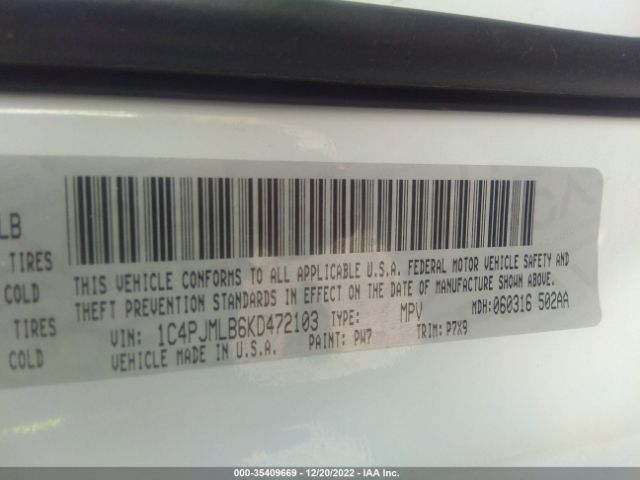 LB
TIRES
COLD
TIRES
COLD
THIS VEHICLE CONFORMS TO ALL APPLICABLE U.S.A. FEDERAL MOTOR VEHICLE SAFETY AND
THEFT PREVENTION STANDARDS IN EFFECT ON THE DATE OF MANUFACTURE SHOWN ABOVE.
VIN: 1C4PJMLB6KD472103 TYPE: MPV MDH:060316 502AA
VEHICLE MADE IN U.S.A. PAINT: PW7 TRIM: P7X9
000-35409669 - 12/20/2022 - IAA Inc.